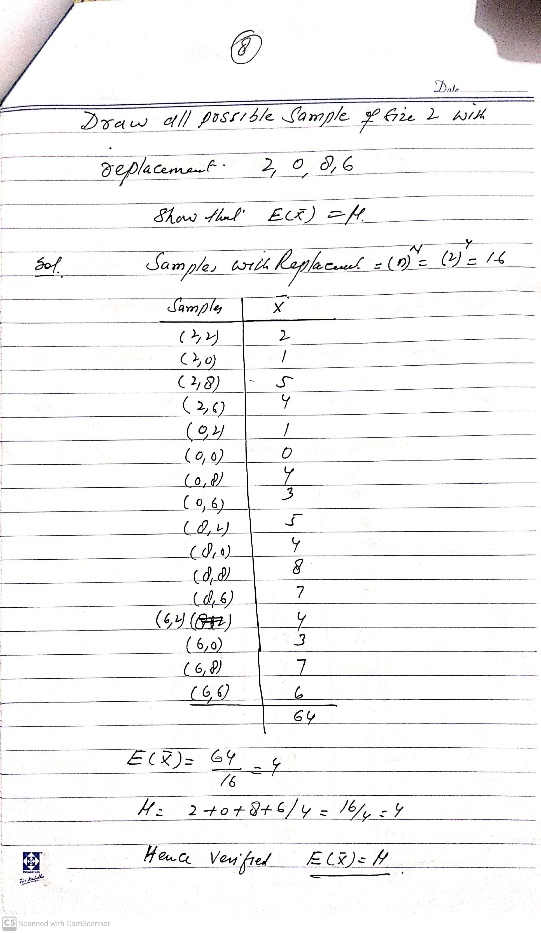 8
Date
Draw all possible Sample of Size 2 with
replacement. 2, 0, 8, 6
Show that E(x̄) = M
Sol. Samples with Replacement = (n)^N = (2)^4 = 16
Samples x̄
(2,2) 2
(2,0) 1
(2,8) 5
(2,6) 4
(0,2) 1
(0,0) 0
(0,8) 4
(0,6) 3
(8,2) 5
(8,0) 4
(8,8) 8
(8,6) 7
(6,2) 4
(6,0) 3
(6,8) 7
(6,6) 6
64
E(x̄) = 64/16 = 4
M = 2+0+8+6/4 = 16/4 = 4
Hence Verified E(x̄) = M
CS Scanned with CamScanner